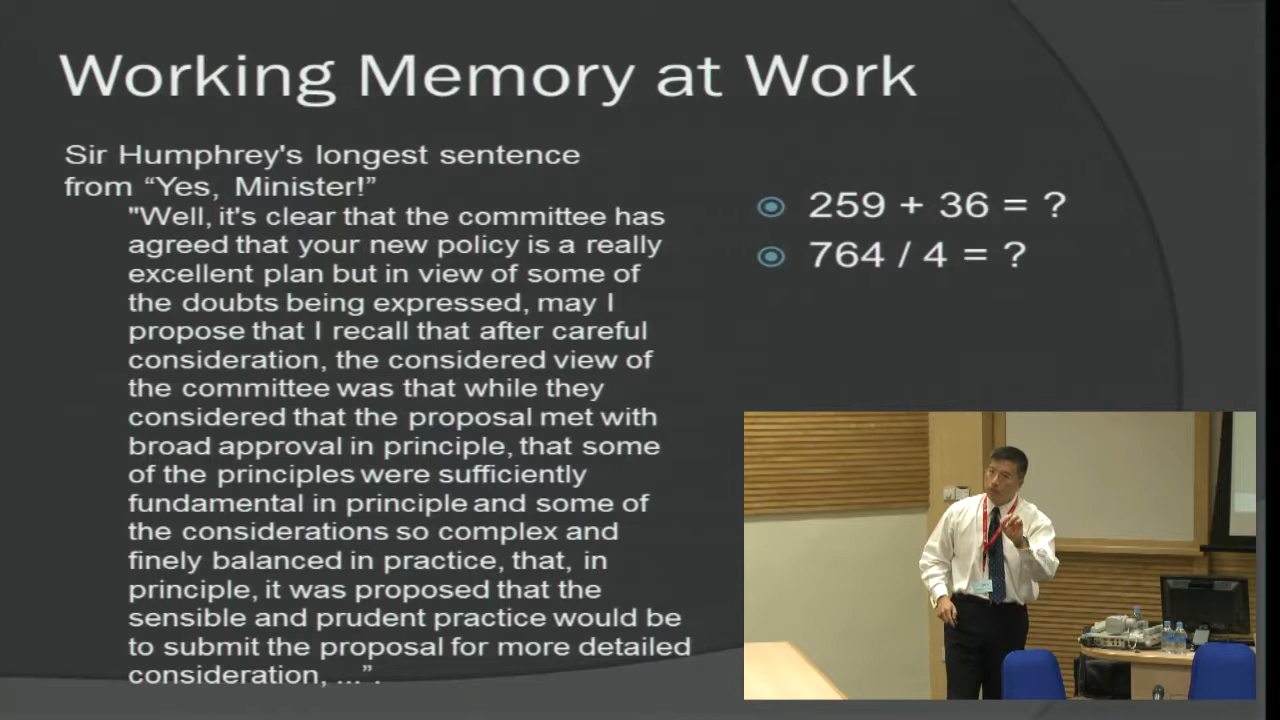 Working Memory at Work
Sir Humphrey's longest sentence
from “Yes, Minister!”
"Well, it's clear that the committee has
agreed that your new policy is a really
excellent plan but in view of some of
the doubts being expressed, may I
propose that I recall that after careful
consideration, the considered view of
the committee was that while they
considered that the proposal met with
broad approval in principle, that some
of the principles were sufficiently
fundamental in principle and some of
the considerations so complex and
finely balanced in practice, that, in
principle, it was proposed that the
sensible and prudent practice would be
to submit the proposal for more detailed
consideration, ...”.
259 + 36 = ?
764 / 4 = ?